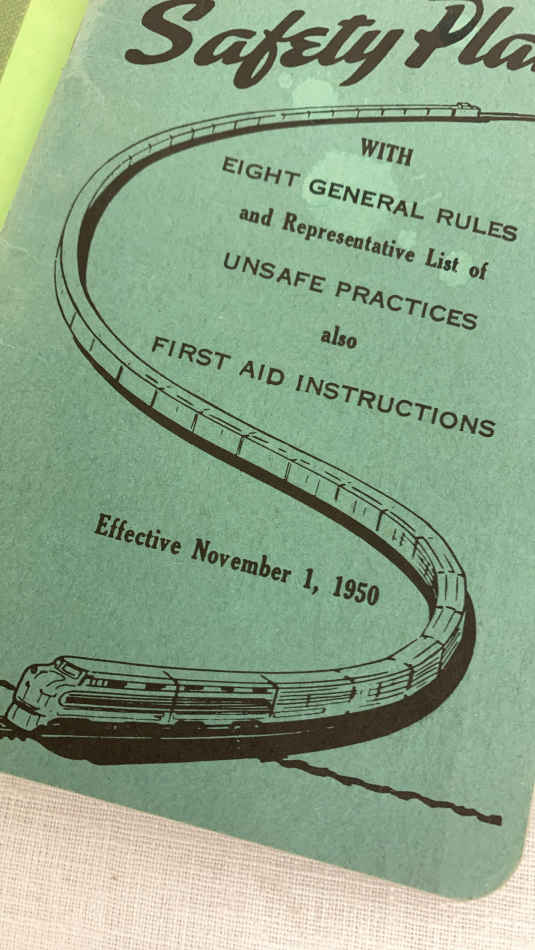 Safety Pla
WITH
EIGHT GENERAL RULES
and Representative List of
UNSAFE PRACTICES
also
FIRST AID INSTRUCTIONS
Effective November 1, 1950